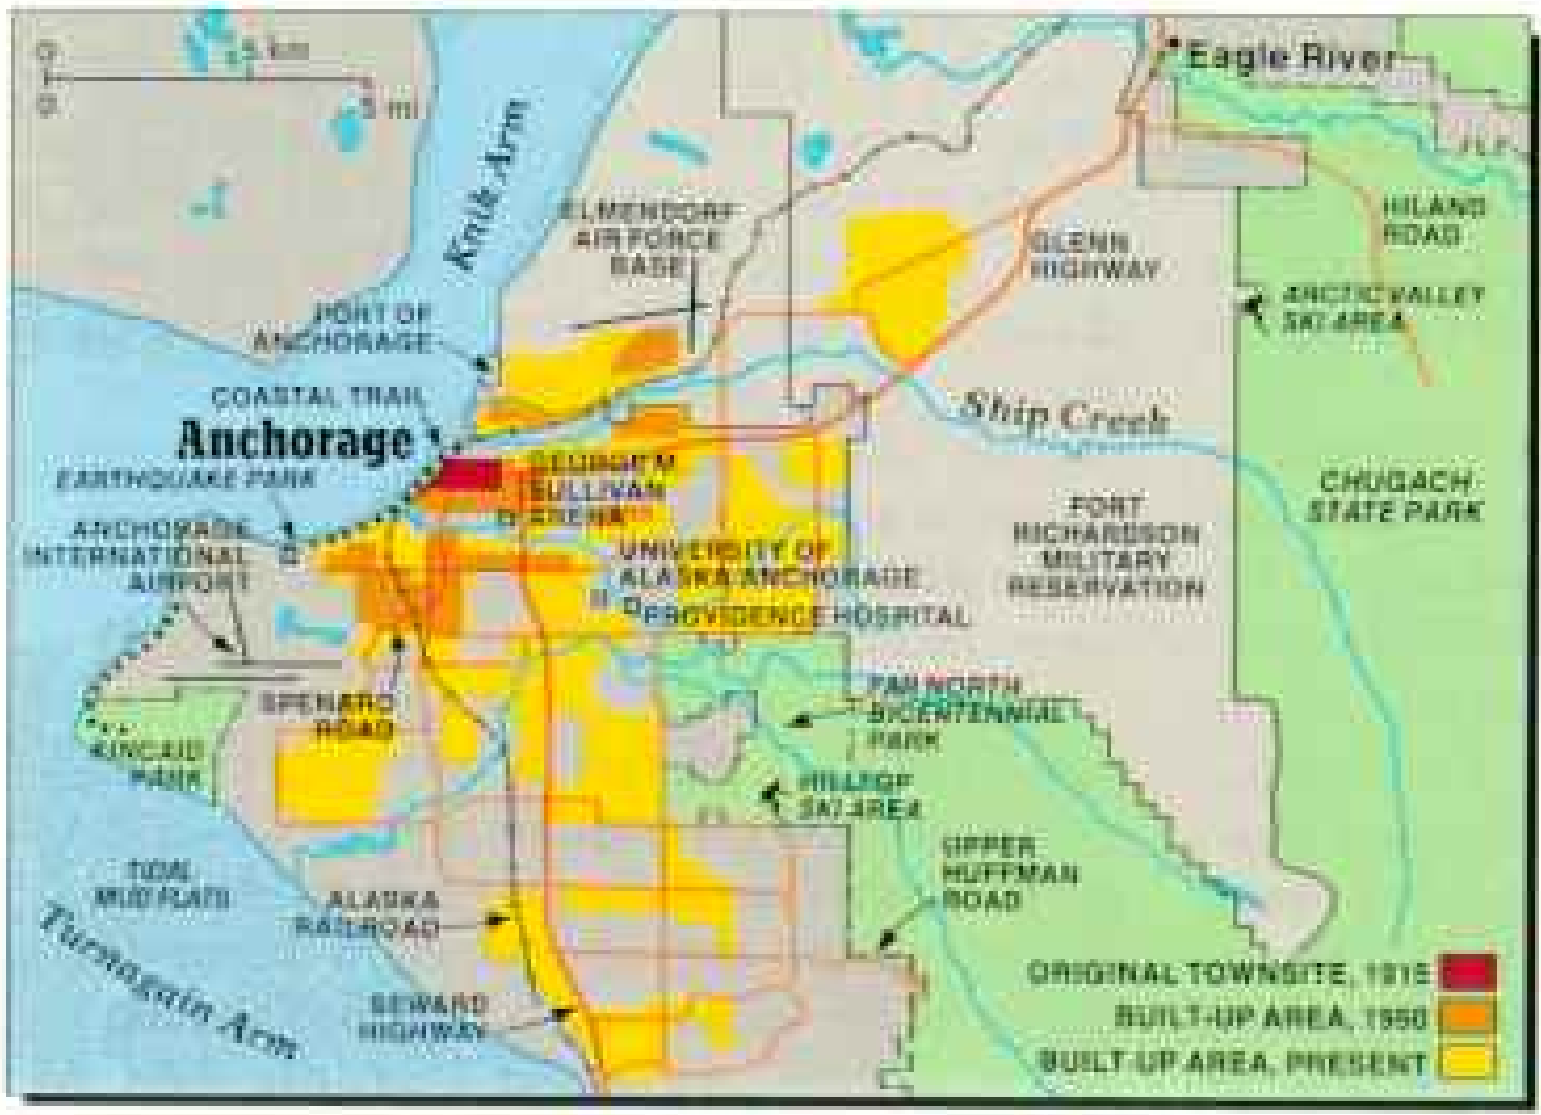 0
5 km
0
5 mi
Eagle River
Knik Arm
ELMENDORF
AIR FORCE
BASE
GLENN
HIGHWAY
HILAND
ROAD
ARCTIC VALLEY
SKI AREA
PORT OF
ANCHORAGE
COASTAL TRAIL
Anchorage
EARTHQUAKE PARK
Ship Creek
GEORGE M
SULLIVAN
ARENA
CHUGACH
STATE PARK
FORT
RICHARDSON
MILITARY
RESERVATION
ANCHORAGE
INTERNATIONAL
AIRPORT
UNIVERSITY OF
ALASKA ANCHORAGE
PROVIDENCE HOSPITAL
SPENARD
ROAD
FAR NORTH
BICENTENNIAL
PARK
KINCAID
PARK
HILLTOP
SKI AREA
UPPER
HUFFMAN
ROAD
TIDAL
MUD FLATS
ALASKA
RAILROAD
Turnagain Arm
SEWARD
HIGHWAY
ORIGINAL TOWNSITE, 1915
BUILT-UP AREA, 1950
BUILT-UP AREA, PRESENT